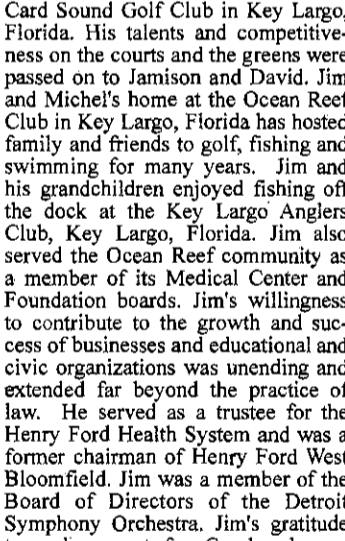 Card Sound Golf Club in Key Largo,
Florida. His talents and competitive-
ness on the courts and the greens were
passed on to Jamison and David. Jim
and Michel's home at the Ocean Reef
Club in Key Largo, Florida has hosted
family and friends to golf, fishing and
swimming for many years. Jim and
his grandchildren enjoyed fishing off
the dock at the Key Largo Anglers
Club, Key Largo, Florida. Jim also
served the Ocean Reef community as
a member of its Medical Center and
Foundation boards. Jim's willingness
to contribute to the growth and suc-
cess of businesses and educational and
civic organizations was unending and
extended far beyond the practice of
law. He served as a trustee for the
Henry Ford Health System and was a
former chairman of Henry Ford West
Bloomfield. Jim was a member of the
Board of Directors of the Detroit
Symphony Orchestra. Jim's gratitude